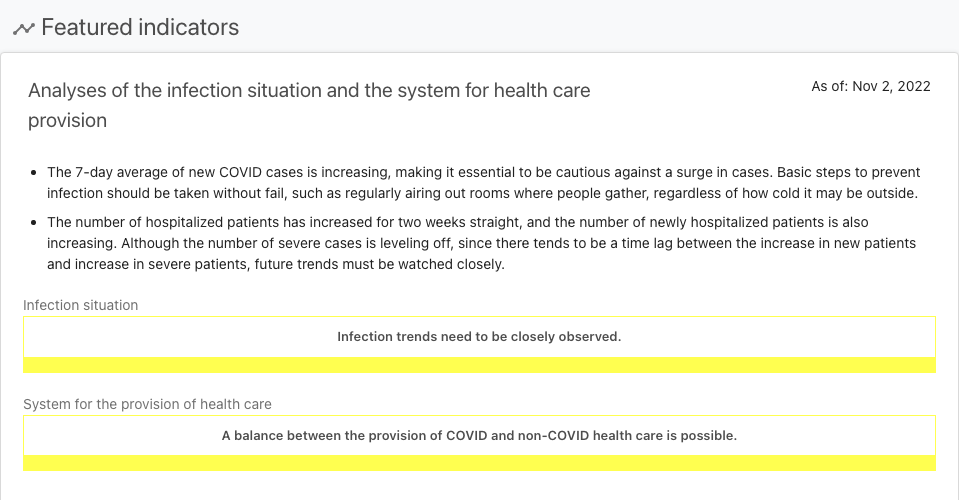 Featured indicators
Analyses of the infection situation and the system for health care
provision
As of: Nov 2, 2022
The 7-day average of new COVID cases is increasing, making it essential to be cautious against a surge in cases. Basic steps to prevent
infection should be taken without fail, such as regularly airing out rooms where people gather, regardless of how cold it may be outside.
The number of hospitalized patients has increased for two weeks straight, and the number of newly hospitalized patients is also
increasing. Although the number of severe cases is leveling off, since there tends to be a time lag between the increase in new patients
and increase in severe patients, future trends must be watched closely.
Infection situation
Infection trends need to be closely observed.
System for the provision of health care
A balance between the provision of COVID and non-COVID health care is possible.